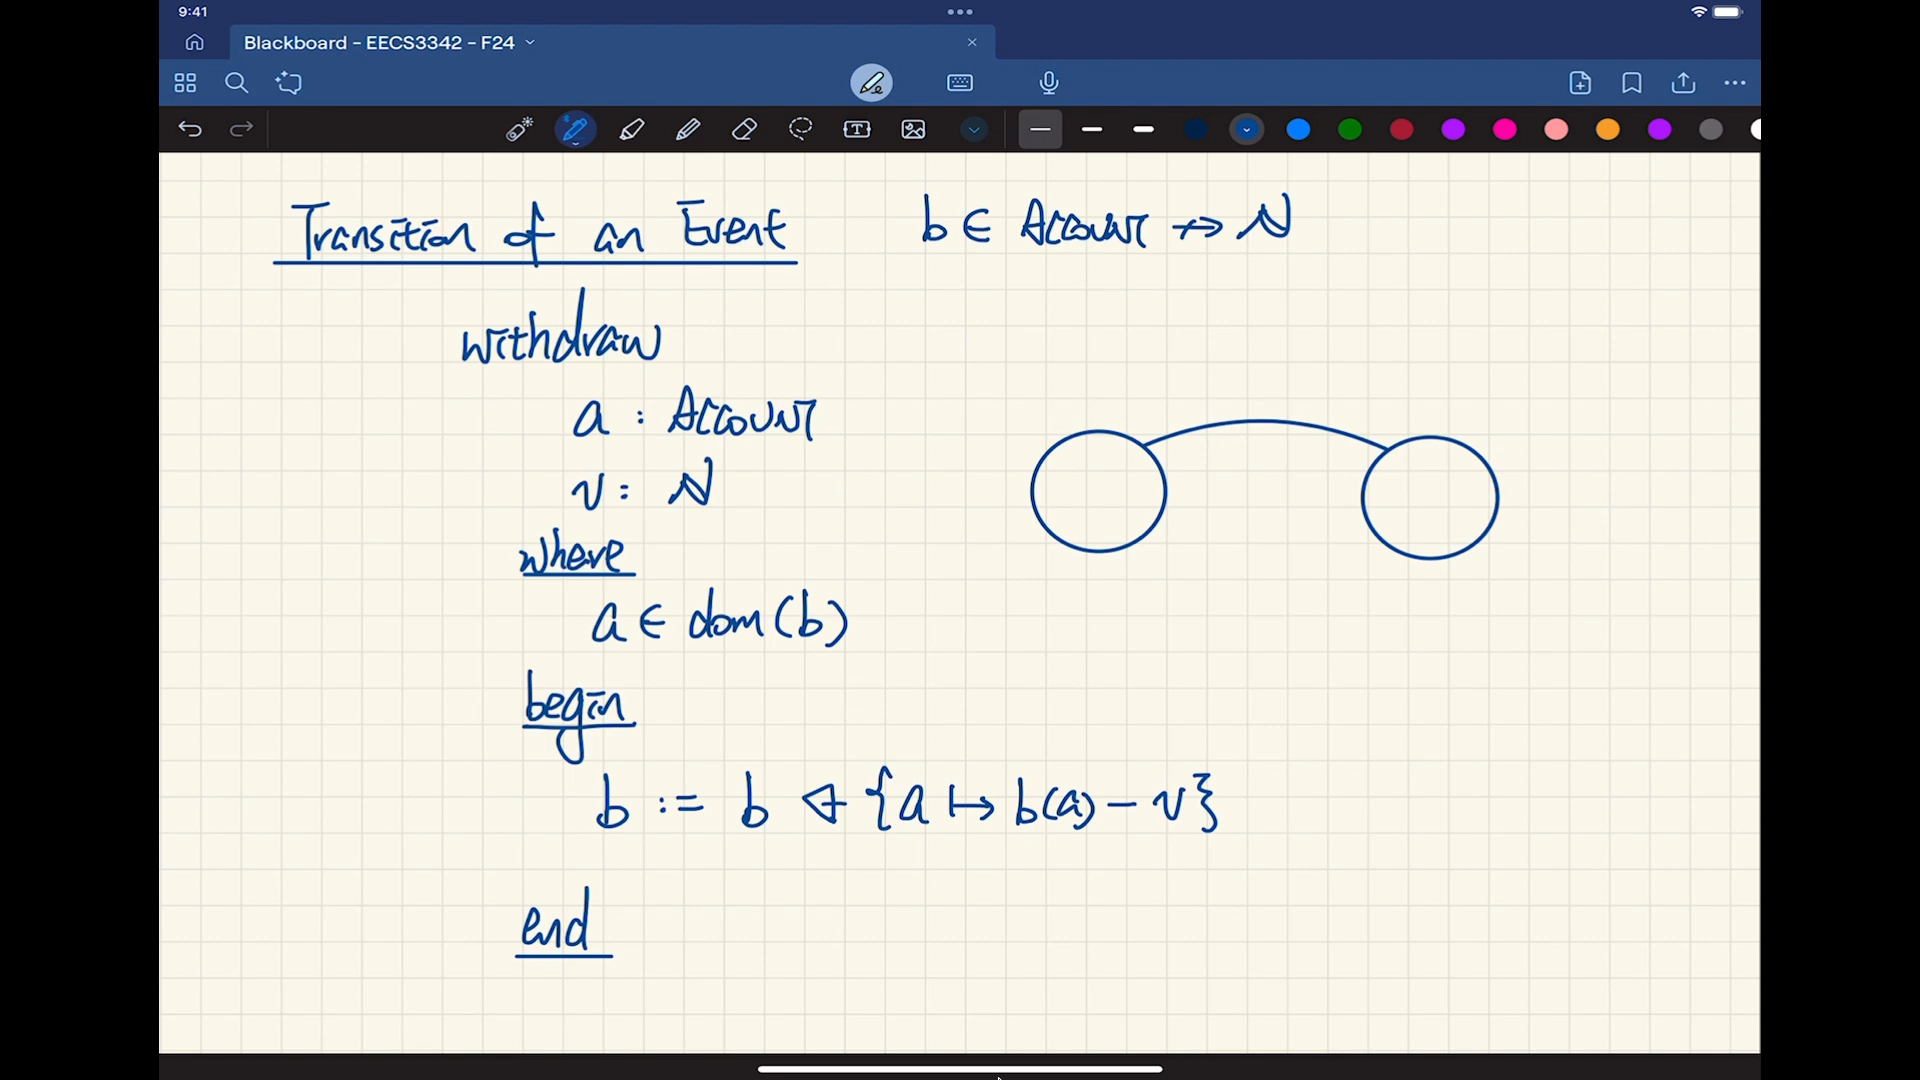 9:41
Blackboard - EECS3342 - F24
Transition of an Event
b ∈ Account ⇸ ℕ
withdraw
a : Account
v : ℕ
where
a ∈ dom(b)
begin
b := b ⩤ {a ↦ b(a) - v}
end